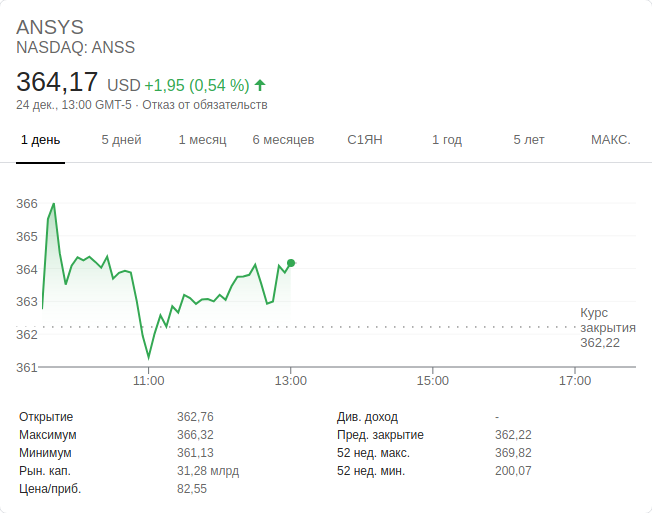 ANSYS
NASDAQ: ANSS
364,17 USD +1,95 (0,54 %)
24 дек., 13:00 GMT-5 · Отказ от обязательств
1 день 5 дней 1 месяц 6 месяцев С1ЯН 1 год 5 лет МАКС.
366
365
364
363
362
361
Курс
закрытия
362,22
11:00 13:00 15:00 17:00
Открытие 362,76 Див. доход -
Максимум 366,32 Пред. закрытие 362,22
Минимум 361,13 52 нед. макс. 369,82
Рын. кап. 31,28 млрд 52 нед. мин. 200,07
Цена/приб. 82,55